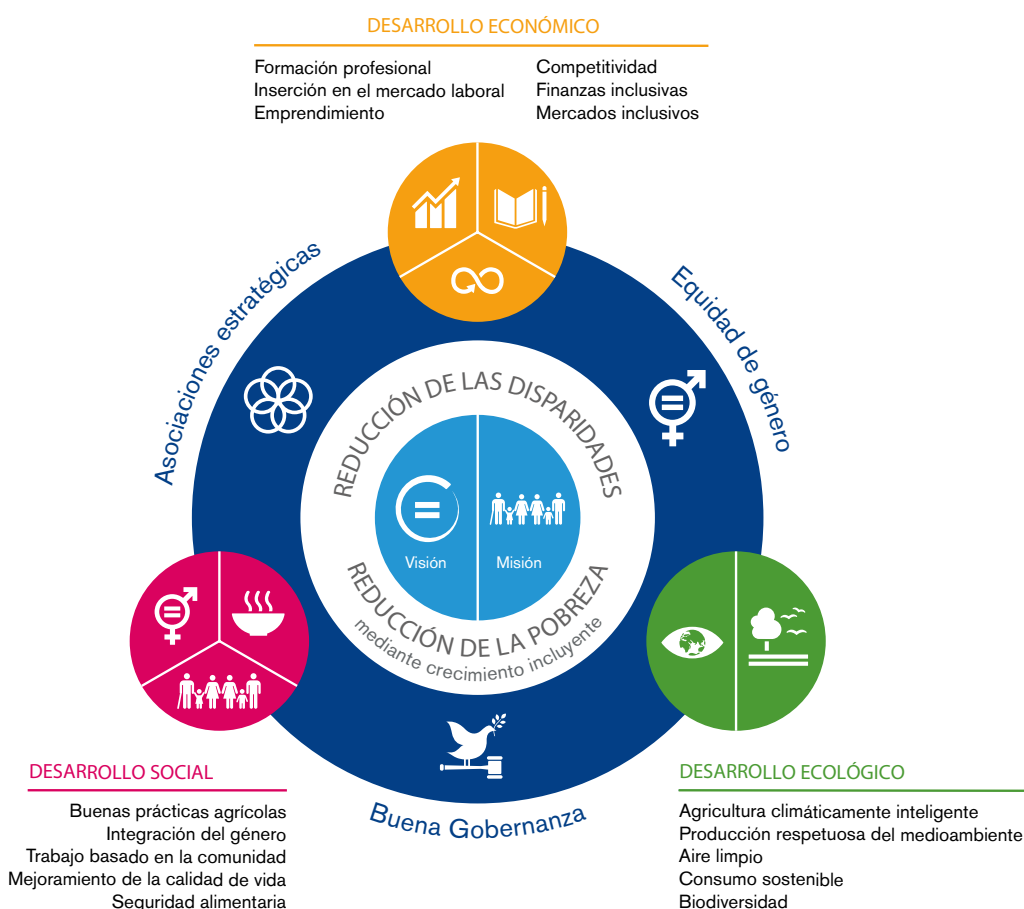 DESARROLLO ECONÓMICO
Formación profesional
Inserción en el mercado laboral
Emprendimiento
Competitividad
Finanzas inclusivas
Mercados inclusivos
Asociaciones estratégicas
Equidad de género
REDUCCIÓN DE LAS DISPARIDADES
Visión
Misión
REDUCCIÓN DE LA POBREZA
mediante crecimiento incluyente
Buena Gobernanza
DESARROLLO SOCIAL
Buenas prácticas agrícolas
Integración del género
Trabajo basado en la comunidad
Mejoramiento de la calidad de vida
Seguridad alimentaria
DESARROLLO ECOLÓGICO
Agricultura climáticamente inteligente
Producción respetuosa del medioambiente
Aire limpio
Consumo sostenible
Biodiversidad